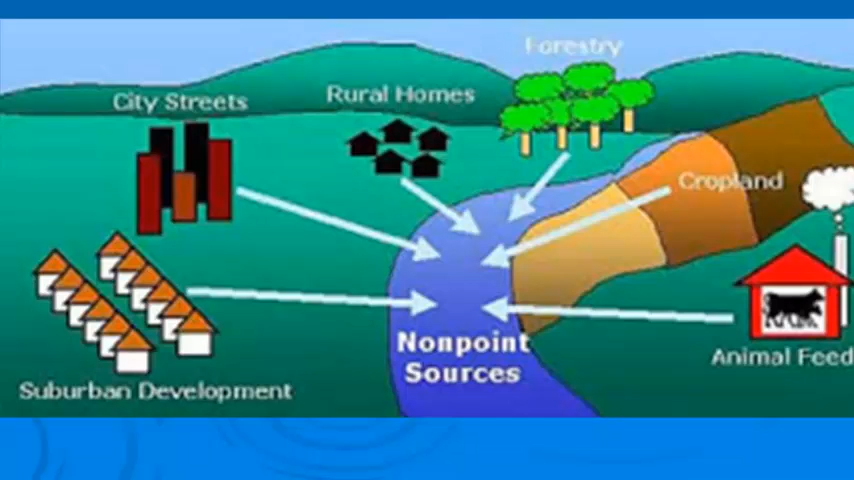 Forestry
Rural Homes
City Streets
Cropland
Nonpoint
Sources
Animal Feed
Suburban Development